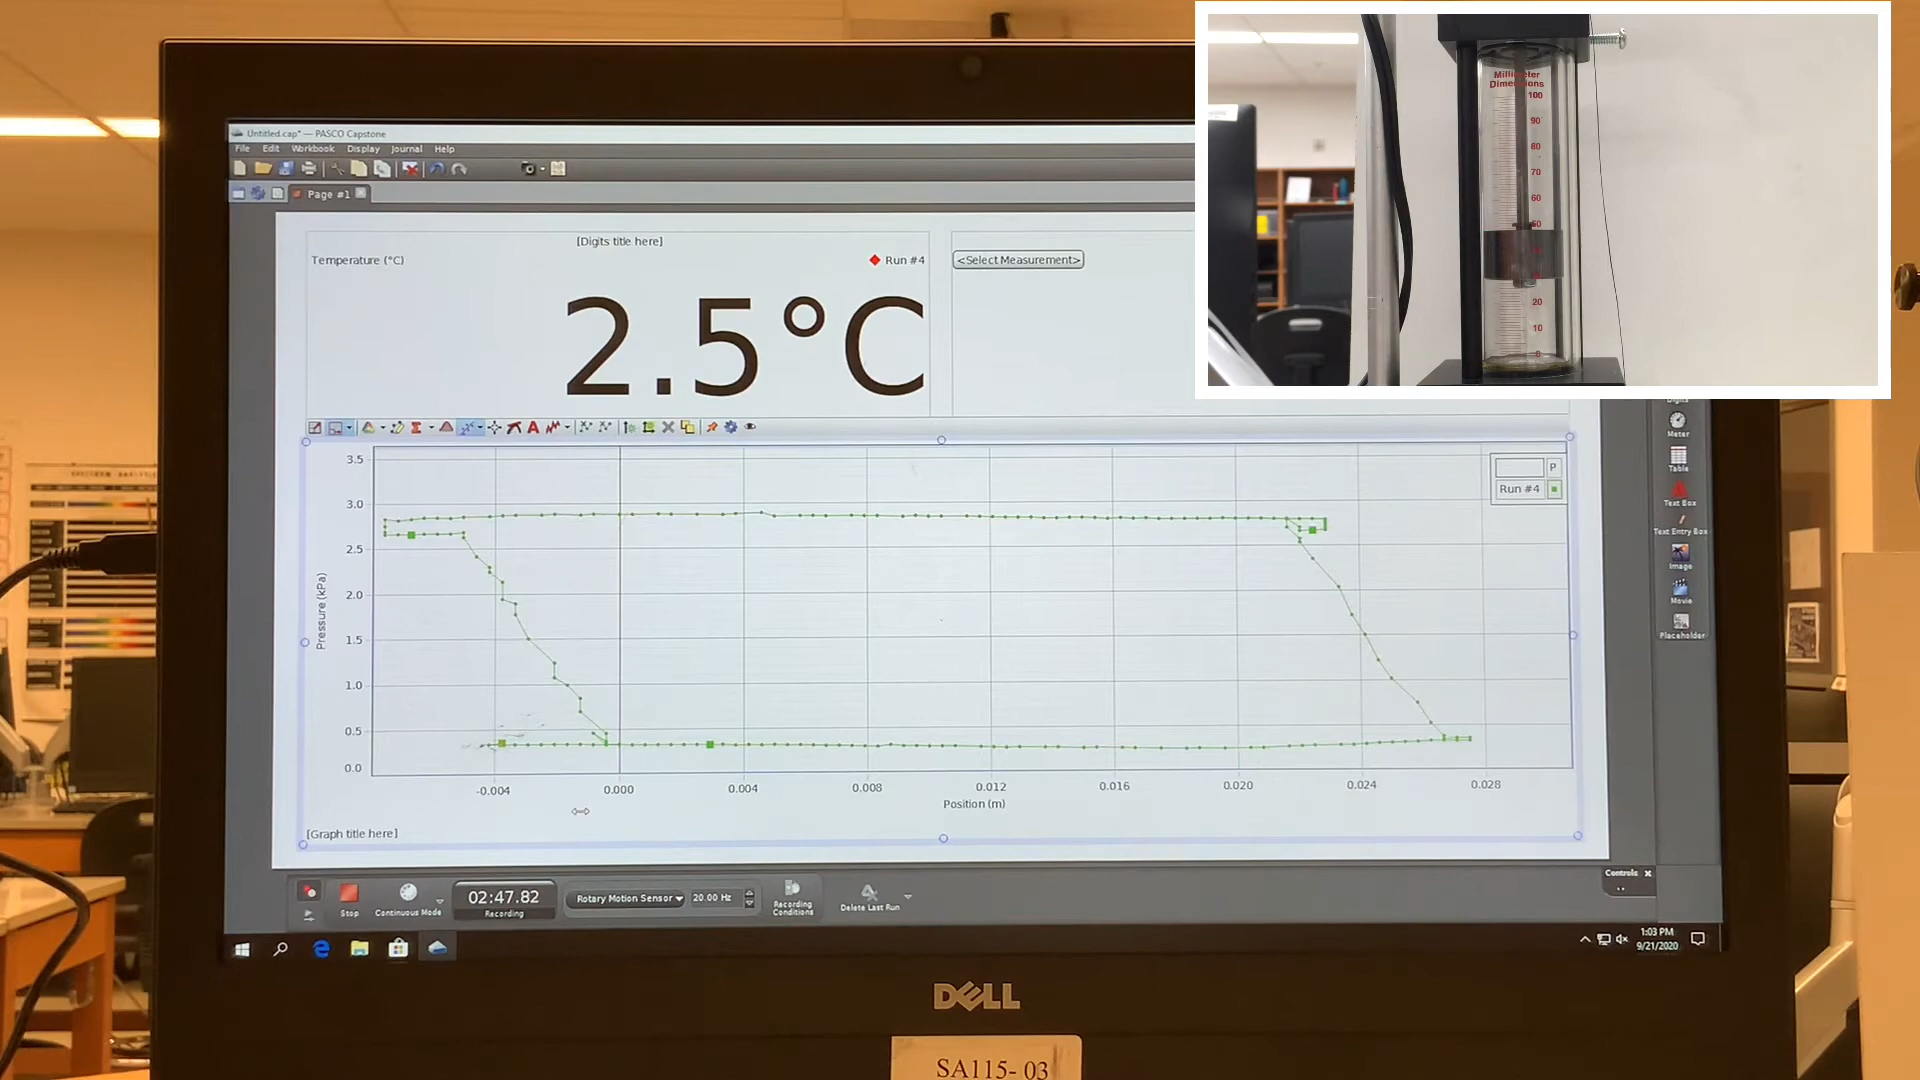 Untitled.cap* — PASCO Capstone
File Edit Workbook Display Journal Help
Page #1
[Digits title here]
Temperature (°C)
Run #4
<Select Measurement>
2.5°C
Millimeter
Dimensions
100
90
80
70
60
50
20
10
0
Digits
Meter
Table
Text Box
Text Entry Box
Image
Movie
Placeholder
P
Run #4
3.5
3.0
2.5
2.0
1.5
1.0
0.5
0.0
Pressure (kPa)
-0.004 0.000 0.004 0.008 0.012 0.016 0.020 0.024 0.028
Position (m)
[Graph title here]
Controls
Stop
Continuous Mode
02:47.82
Recording
Rotary Motion Sensor
20.00 Hz
Recording
Conditions
Delete Last Run
1:03 PM
9/21/2020
DELL
SA115- 03